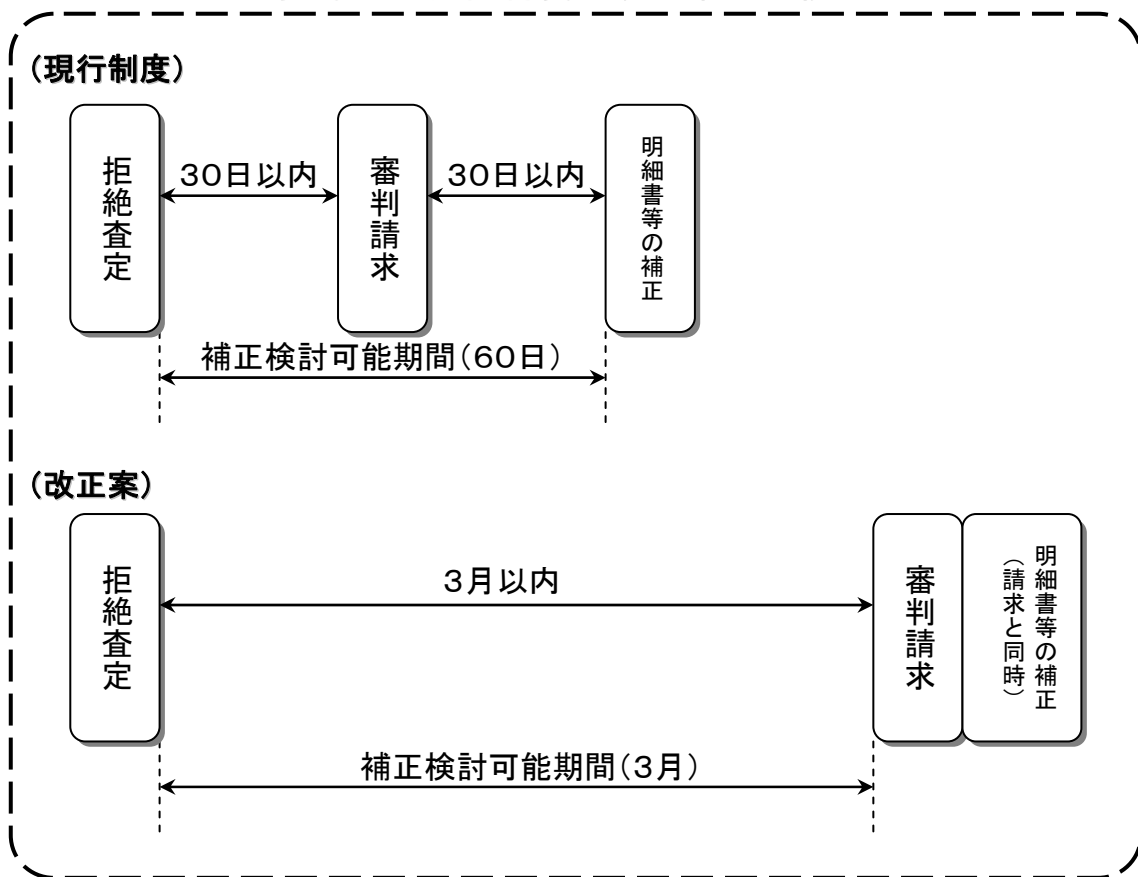 (現行制度)
拒絶査定
30日以内
審判請求
30日以内
明細書等の補正
補正検討可能期間(60日)
(改正案)
拒絶査定
3月以内
審判請求
明細書等の補正
(請求と同時)
補正検討可能期間(3月)